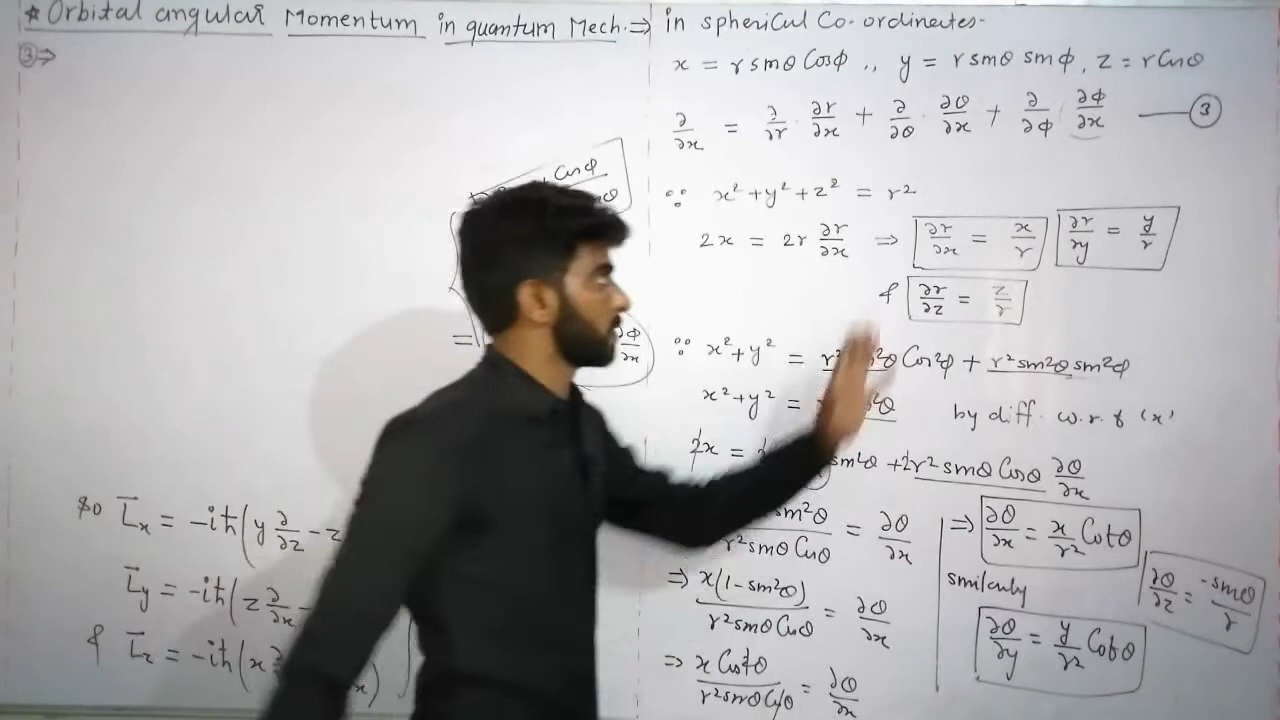 * Orbital angular Momentum in quantum Mech. ⇒ in spherical Co-ordinates-
③⇒
x = r sinθ Cosϕ ,, y = r sinθ sinϕ, z = r Cosθ
∂/∂x = ∂/∂r · ∂r/∂x + ∂/∂θ · ∂θ/∂x + ∂/∂ϕ · ∂ϕ/∂x —— ③
∵ x² + y² + z² = r²
2x = 2r ∂r/∂x ⇒ ∂r/∂x = x/r ∂r/∂y = y/r
& ∂r/∂z = z/r
Cosϕ
= ∂ϕ/∂x
∵ x² + y² = r² sin²θ Cos²ϕ + r² sin²θ sin²ϕ
x² + y² = sin²θ by diff. w.r.t 'x'
2x = sin²θ + 2r² sinθ Cosθ ∂θ/∂x
sin²θ / r² sinθ Cosθ = ∂θ/∂x ⇒ ∂θ/∂x = x/r² Cotθ
⇒ x(1 - sin²θ) / r² sinθ Cosθ = ∂θ/∂x
similarly ∂θ/∂y = y/r² Cotθ ∂θ/∂z = -sinθ/r
⇒ x Cos²θ / r² sinθ Cosθ = ∂θ/∂x
so L̄x = -iħ(y ∂/∂z - z
L̄y = -iħ(z ∂/∂x -
& L̄z = -iħ(x